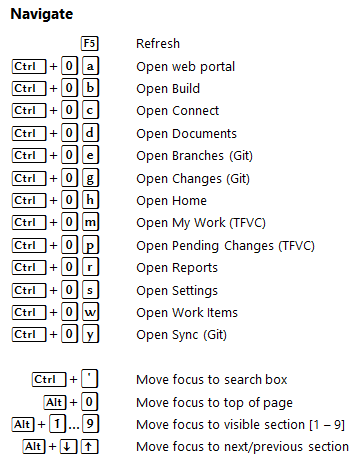 Navigate
F5 Refresh
Ctrl + 0 a Open web portal
Ctrl + 0 b Open Build
Ctrl + 0 c Open Connect
Ctrl + 0 d Open Documents
Ctrl + 0 e Open Branches (Git)
Ctrl + 0 g Open Changes (Git)
Ctrl + 0 h Open Home
Ctrl + 0 m Open My Work (TFVC)
Ctrl + 0 p Open Pending Changes (TFVC)
Ctrl + 0 r Open Reports
Ctrl + 0 s Open Settings
Ctrl + 0 w Open Work Items
Ctrl + 0 y Open Sync (Git)
Ctrl + ' Move focus to search box
Alt + 0 Move focus to top of page
Alt + 1 ... 9 Move focus to visible section [1 – 9]
Alt + ↓ ↑ Move focus to next/previous section